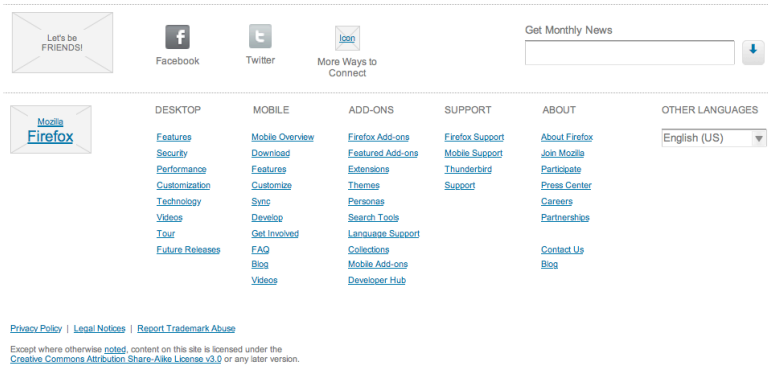 Let's be
FRIENDS!
Facebook
Twitter
Icon
More Ways to
Connect
Get Monthly News
Mozilla
Firefox
DESKTOP
Features
Security
Performance
Customization
Technology
Videos
Tour
Future Releases
MOBILE
Mobile Overview
Download
Features
Customize
Sync
Develop
Get Involved
FAQ
Blog
Videos
ADD-ONS
Firefox Add-ons
Featured Add-ons
Extensions
Themes
Personas
Search Tools
Language Support
Collections
Mobile Add-ons
Developer Hub
SUPPORT
Firefox Support
Mobile Support
Thunderbird
Support
ABOUT
About Firefox
Join Mozilla
Participate
Press Center
Careers
Partnerships
Contact Us
Blog
OTHER LANGUAGES
English (US)
Privacy Policy | Legal Notices | Report Trademark Abuse
Except where otherwise noted, content on this site is licensed under the
Creative Commons Attribution Share-Alike License v3.0 or any later version.